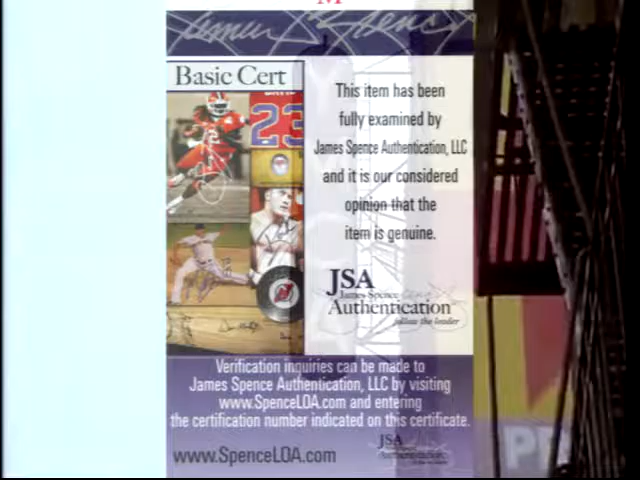 M
James Spence
Basic Cert
This item has been
fully examined by
James Spence Authentication, LLC
and it is our considered
opinion that the
item is genuine.
23
JSA
James Spence
Authentication
follow the leader
Verification inquiries can be made to
James Spence Authentication, LLC by visiting
www.SpenceLOA.com and entering
the certification number indicated on this certificate.
www.SpenceLOA.com
JSA
Authentication